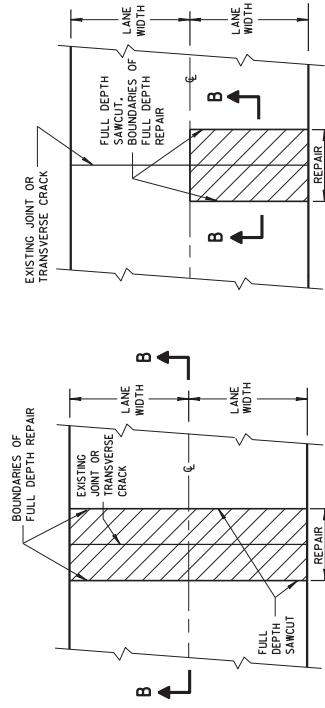 BOUNDARIES OF
FULL DEPTH REPAIR
EXISTING
JOINT OR
TRANSVERSE
CRACK
B
B
LANE
WIDTH
LANE
WIDTH
℄
FULL
DEPTH
SAWCUT
REPAIR
EXISTING JOINT OR
TRANSVERSE CRACK
FULL DEPTH
SAWCUT.
BOUNDARIES OF
FULL DEPTH
REPAIR
LANE
WIDTH
LANE
WIDTH
℄
B
B
REPAIR